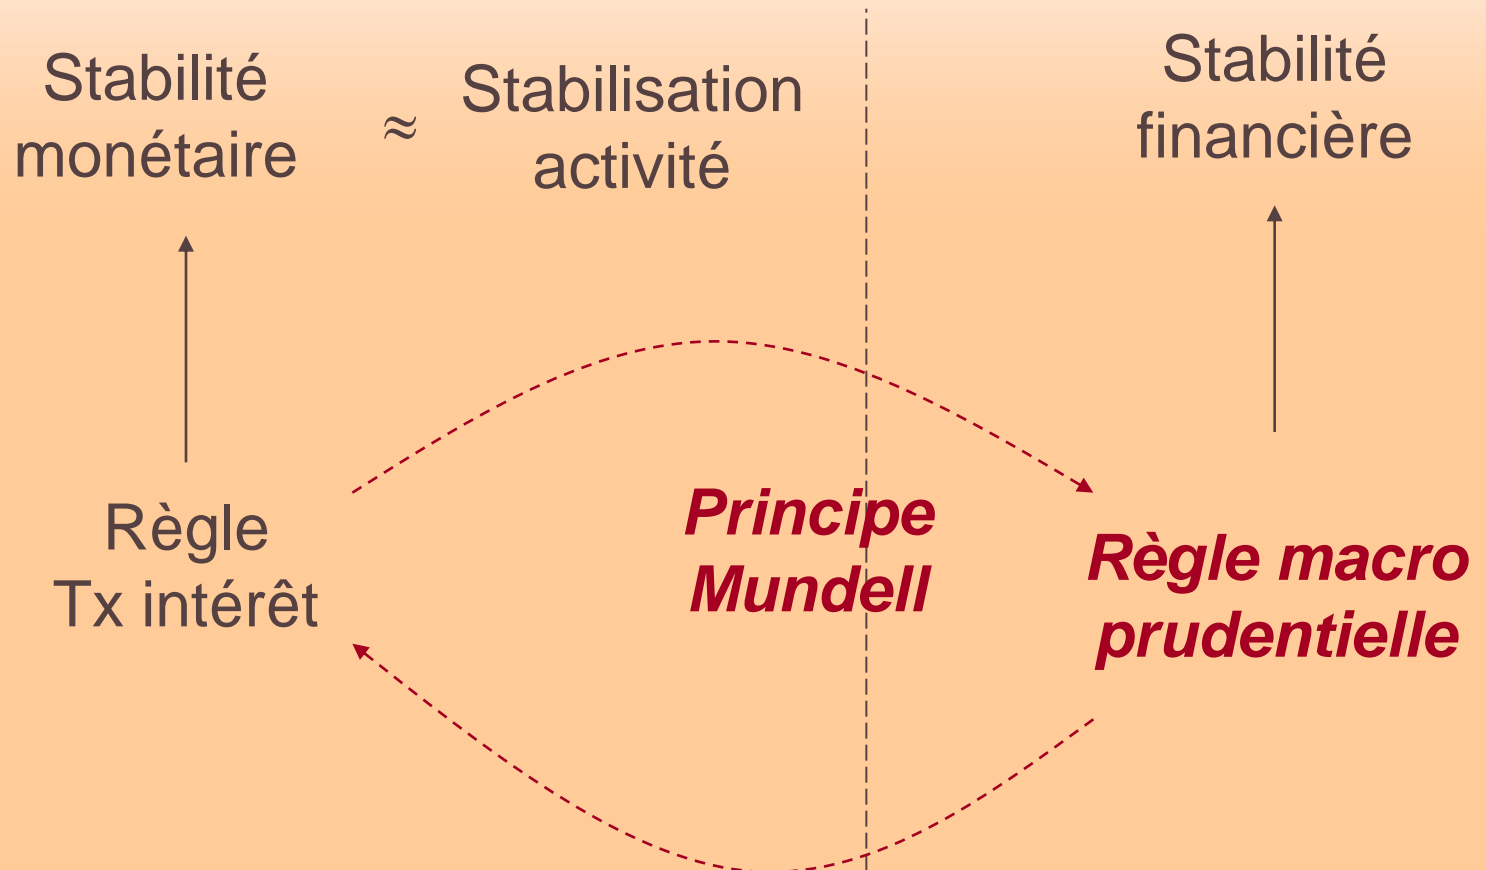 Stabilité
monétaire
≈
Stabilisation
activité
Stabilité
financière
Règle
Tx intérêt
Principe
Mundell
Règle macro
prudentielle